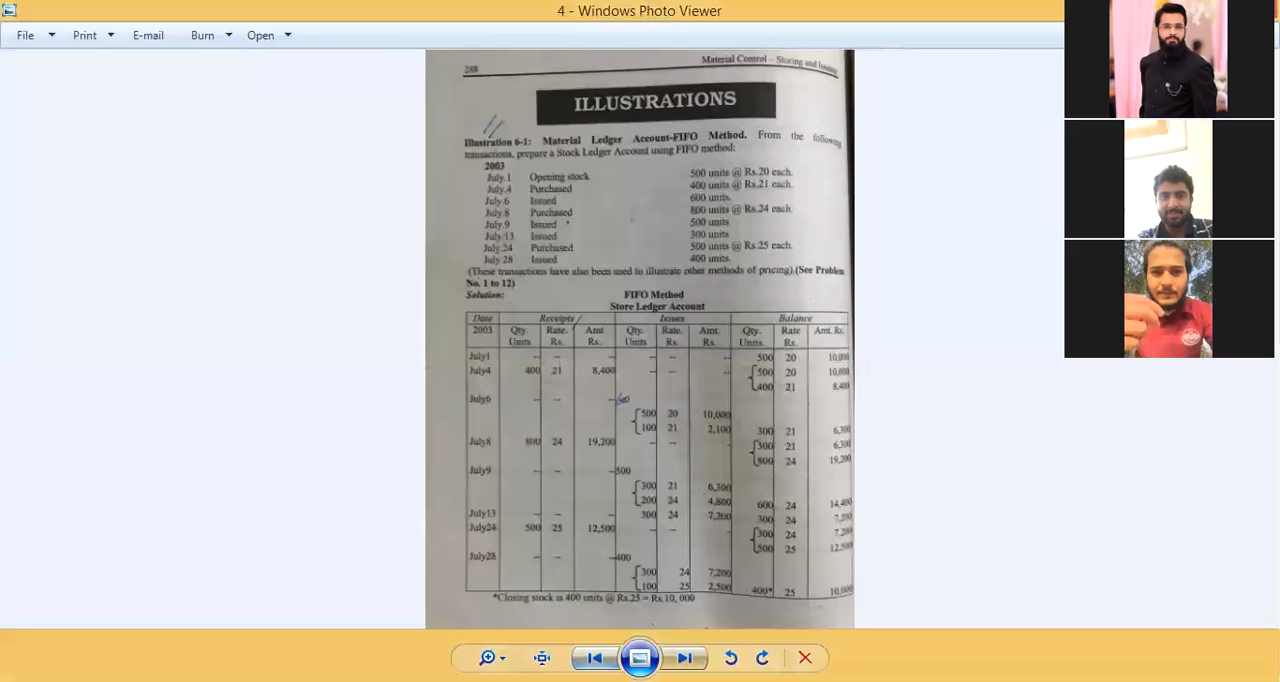 4 - Windows Photo Viewer
File Print E-mail Burn Open
288 Material Control – Storing and Issuing
ILLUSTRATIONS
Illustration 6-1: Material Ledger Account-FIFO Method. From the following
transactions, prepare a Stock Ledger Account using FIFO method:
2003
July.1 Opening stock 500 units @ Rs.20 each.
July.4 Purchased 400 units @ Rs.21 each.
July.6 Issued 600 units.
July.8 Purchased 800 units @ Rs.24 each.
July.9 Issued 500 units
July.13 Issued 300 units
July.24 Purchased 500 units @ Rs.25 each.
July 28 Issued 400 units.
(These transactions have also been used to illustrate other methods of pricing).(See Problem
No. 1 to 12)
Solution: FIFO Method
Store Ledger Account
Date Receipts Issues Balance
2003 Qty. Rate. Amt Qty. Rate. Amt. Qty. Rate Amt. Rs.
Units Rs. Rs. Units Rs. Rs. Units. Rs.
July1 -- -- -- -- -- -- 500 20 10,000
July4 400 21 8,400 -- -- -- 500 20 10,000
400 21 8,400
July6 -- -- -- 600
500 20 10,000
100 21 2,100 300 21 6,300
July8 800 24 19,200 -- -- -- 300 21 6,300
800 24 19,200
July9 -- -- -- 500
300 21 6,300
200 24 4,800 600 24 14,400
July13 -- -- -- 300 24 7,200 300 24 7,200
July24 500 25 12,500 -- -- -- 300 24 7,200
500 25 12,500
July28 -- -- -- 400
300 24 7,200
100 25 2,500 400* 25 10,000
*Closing stock is 400 units @ Rs.25 = Rs.10, 000